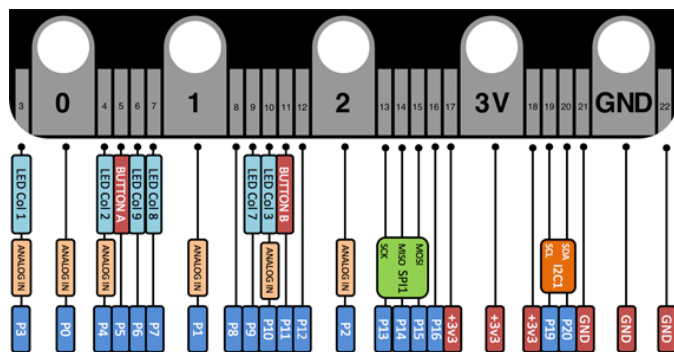 3 0 4 5 6 7 1 8 9 10 11 12 2 13 14 15 16 17 3V 18 19 20 21 GND 22
LED Col 1
LED Col 2
BUTTON A
LED Col 9
LED Col 8
LED Col 7
LED Col 3
BUTTON B
ANALOG IN
ANALOG IN
ANALOG IN
ANALOG IN
ANALOG IN
ANALOG IN
SCK
MISO
MOSI
SPI1
SCL
SDA
I2C1
P3
P0
P4
P5
P6
P7
P1
P8
P9
P10
P11
P12
P2
P13
P14
P15
P16
+3v3
+3v3
+3v3
P19
P20
GND
GND
GND